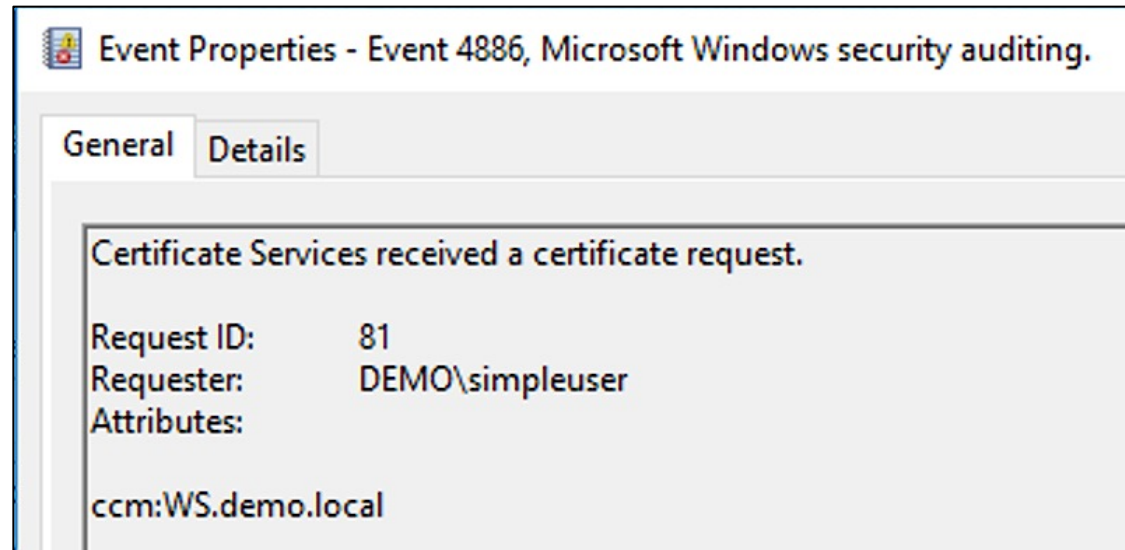 Event Properties - Event 4886, Microsoft Windows security auditing.
General Details
Certificate Services received a certificate request.
Request ID: 81
Requester: DEMO\simpleuser
Attributes:
ccm:WS.demo.local